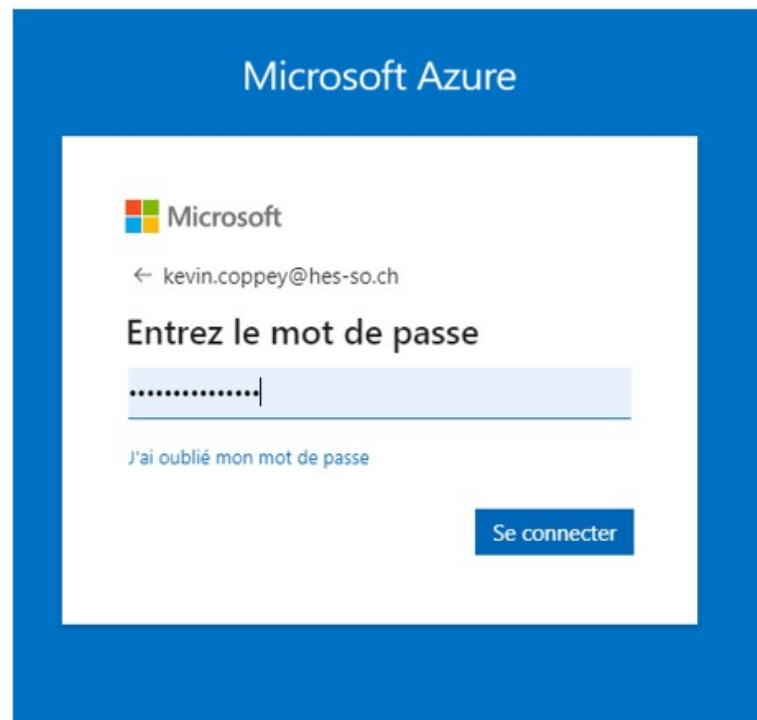 Microsoft Azure
Microsoft
← kevin.coppey@hes-so.ch
Entrez le mot de passe
•••••••••••••••
J'ai oublié mon mot de passe
Se connecter